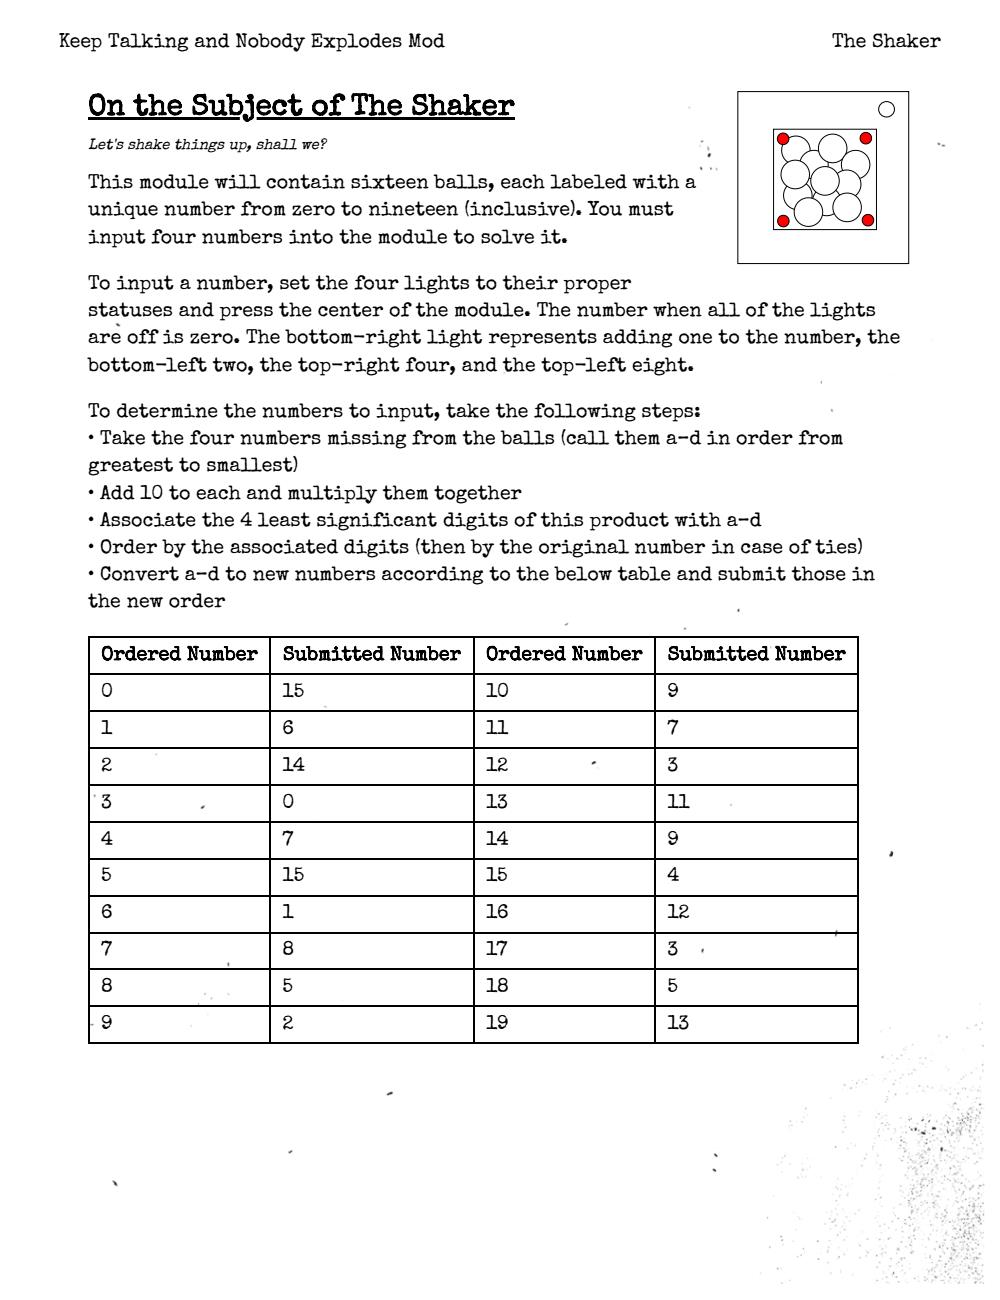 Keep Talking and Nobody Explodes Mod
The Shaker
On the Subject of The Shaker
Let's shake things up, shall we?
This module will contain sixteen balls, each labeled with a
unique number from zero to nineteen (inclusive). You must
input four numbers into the module to solve it.
To input a number, set the four lights to their proper
statuses and press the center of the module. The number when all of the lights
are off is zero. The bottom-right light represents adding one to the number, the
bottom-left two, the top-right four, and the top-left eight.
To determine the numbers to input, take the following steps:
• Take the four numbers missing from the balls (call them a-d in order from
greatest to smallest)
• Add 10 to each and multiply them together
• Associate the 4 least significant digits of this product with a-d
• Order by the associated digits (then by the original number in case of ties)
• Convert a-d to new numbers according to the below table and submit those in
the new order
Ordered Number Submitted Number Ordered Number Submitted Number
0 15 10 9
1 6 11 7
2 14 12 3
3 0 13 11
4 7 14 9
5 15 15 4
6 1 16 12
7 8 17 3
8 5 18 5
9 2 19 13